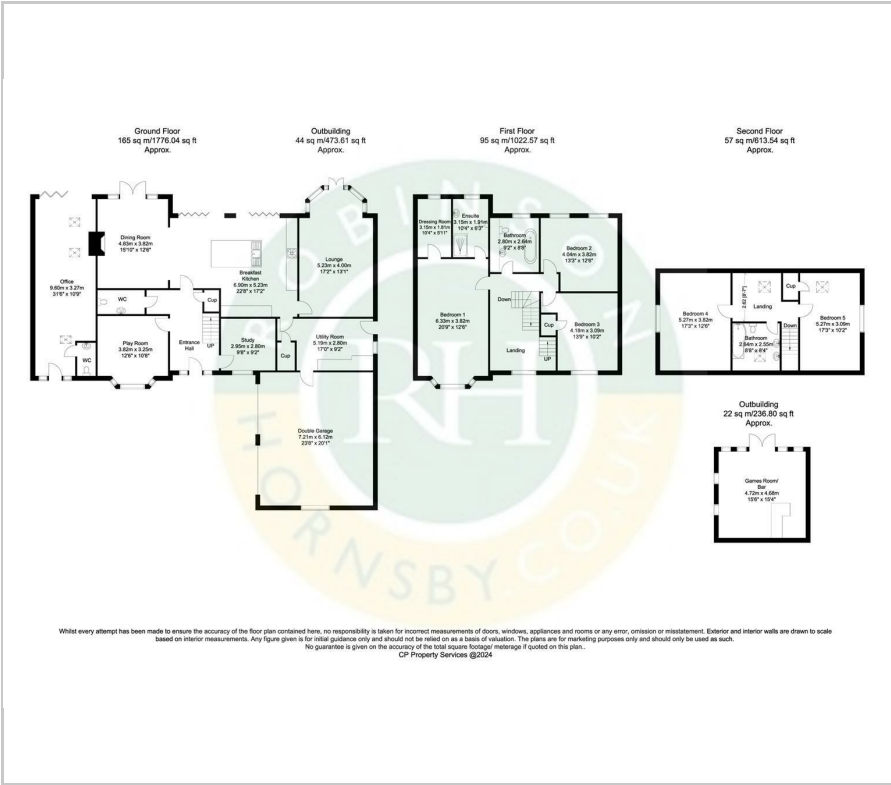 Ground Floor
165 sq m/1776.04 sq ft
Approx.
Outbuilding
44 sq m/473.61 sq ft
Approx.
First Floor
95 sq m/1022.57 sq ft
Approx.
Second Floor
57 sq m/613.54 sq ft
Approx.
Office
9.60m x 3.27m
31'6" x 10'9"
Dining Room
4.83m x 3.82m
15'10" x 12'6"
Breakfast
Kitchen
6.90m x 5.23m
22'8" x 17'2"
Lounge
5.23m x 4.00m
17'2" x 13'1"
WC
Cup
Play Room
3.82m x 3.25m
12'6" x 10'8"
WC
Entrance
Hall
UP
Study
2.95m x 2.80m
9'8" x 9'2"
Cup
Utility Room
5.19m x 2.80m
17'0" x 9'2"
Double Garage
7.21m x 6.12m
23'8" x 20'1"
Dressing Room
3.15m x 1.81m
10'4" x 5'11"
Ensuite
3.15m x 1.91m
10'4" x 6'3"
Bathroom
2.80m x 2.64m
9'2" x 8'8"
Bedroom 2
4.04m x 3.82m
13'3" x 12'6"
Bedroom 1
6.33m x 3.82m
20'9" x 12'6"
Down
Cup
Bedroom 3
4.18m x 3.09m
13'9" x 10'2"
Landing
UP
Bedroom 4
5.27m x 3.82m
17'3" x 12'6"
2.62 (8'-7")
Landing
Cup
Bathroom
2.64m x 2.55m
8'8" x 8'4"
Down
Bedroom 5
5.27m x 3.09m
17'3" x 10'2"
Outbuilding
22 sq m/236.80 sq ft
Approx.
Games Room/
Bar
4.72m x 4.68m
15'6" x 15'4"
ROBINSON
RH
HORNSBY CO UK
Whilst every attempt has been made to ensure the accuracy of the floor plan contained here, no responsibility is taken for incorrect measurements of doors, windows, appliances and rooms or any error, omission or misstatement. Exterior and interior walls are drawn to scale
based on interior measurements. Any figure given is for initial guidance only and should not be relied on as a basis of valuation. The plans are for marketing purposes only and should only be used as such.
No guarantee is given on the accuracy of the total square footage/ meterage if quoted on this plan..
CP Property Services @2024